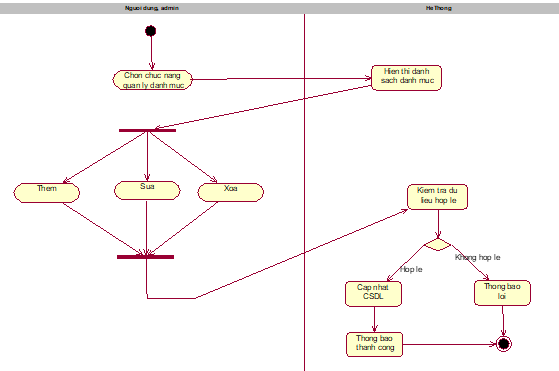 Nguoi dung, admin
HeThong
Chon chuc nang
quan ly danh muc
Hien thi danh
sach danh muc
Them
Sua
Xoa
Kiem tra du
lieu hop le
Hop le
Khong hop le
Cap nhat
CSDL
Thong bao
loi
Thong bao
thanh cong